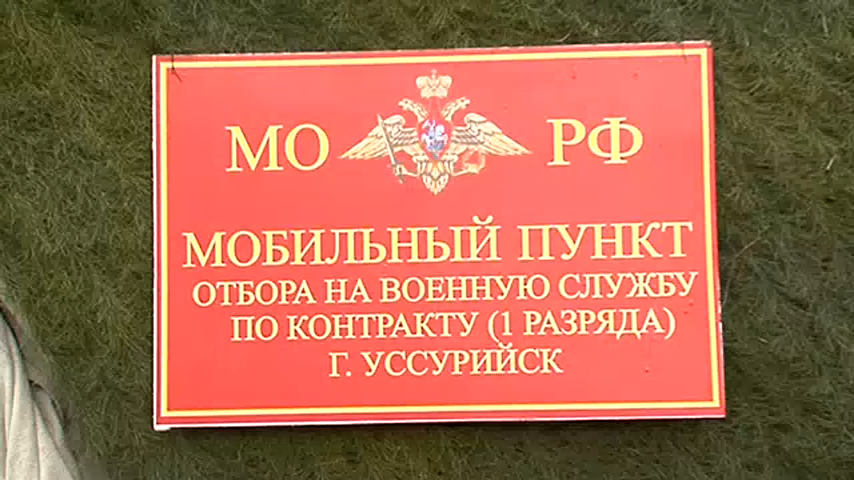 МО РФ
МОБИЛЬНЫЙ ПУНКТ
ОТБОРА НА ВОЕННУЮ СЛУЖБУ
ПО КОНТРАКТУ (1 РАЗРЯДА)
Г. УССУРИЙСК